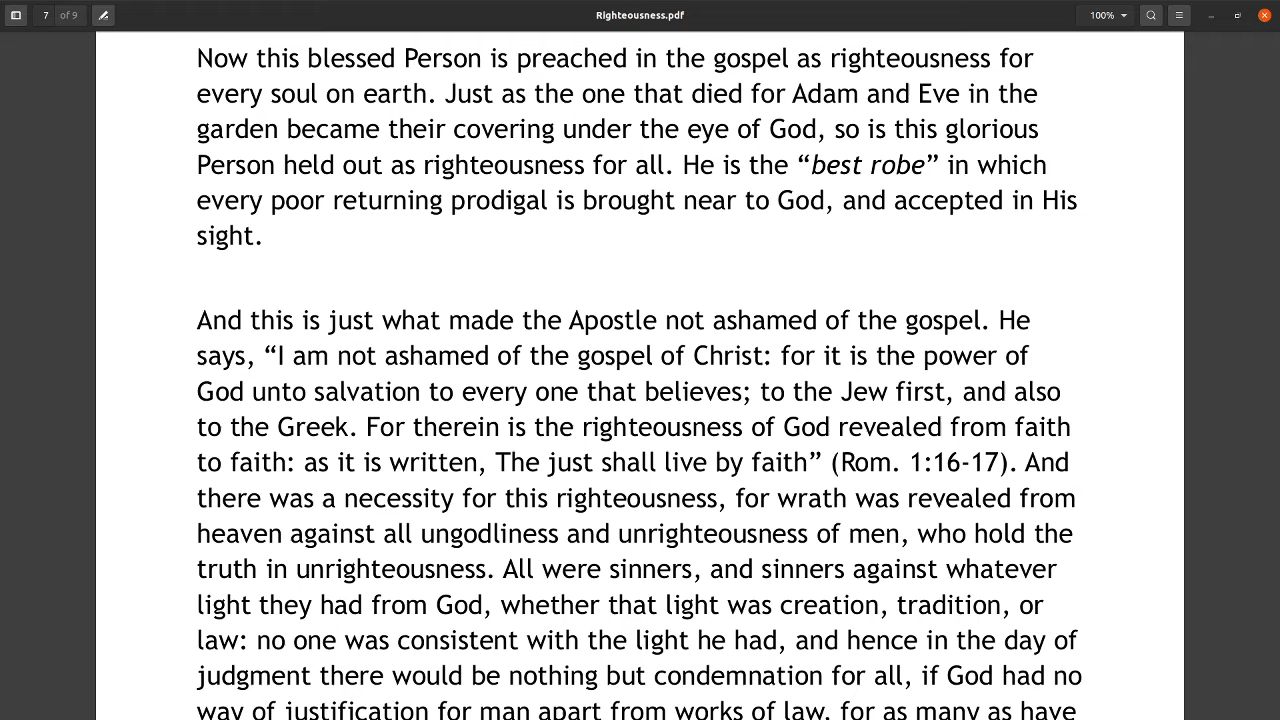 7 of 9
Righteousness.pdf
100%
Now this blessed Person is preached in the gospel as righteousness for
every soul on earth. Just as the one that died for Adam and Eve in the
garden became their covering under the eye of God, so is this glorious
Person held out as righteousness for all. He is the “best robe” in which
every poor returning prodigal is brought near to God, and accepted in His
sight.
And this is just what made the Apostle not ashamed of the gospel. He
says, “I am not ashamed of the gospel of Christ: for it is the power of
God unto salvation to every one that believes; to the Jew first, and also
to the Greek. For therein is the righteousness of God revealed from faith
to faith: as it is written, The just shall live by faith” (Rom. 1:16-17). And
there was a necessity for this righteousness, for wrath was revealed from
heaven against all ungodliness and unrighteousness of men, who hold the
truth in unrighteousness. All were sinners, and sinners against whatever
light they had from God, whether that light was creation, tradition, or
law: no one was consistent with the light he had, and hence in the day of
judgment there would be nothing but condemnation for all, if God had no
way of justification for man apart from works of law, for as many as have